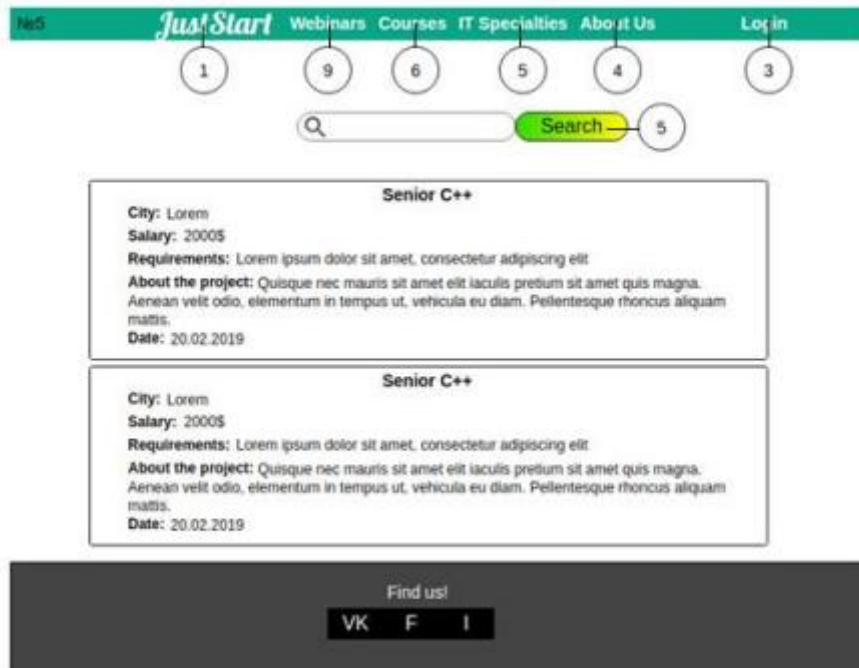 №5 JustStart Webinars Courses IT Specialties About Us Login
1 9 6 5 4 3
Search 5
Senior C++
City: Lorem
Salary: 2000$
Requirements: Lorem ipsum dolor sit amet, consectetur adipiscing elit
About the project: Quisque nec mauris sit amet elit iaculis pretium sit amet quis magna.
Aenean velit odio, elementum in tempus ut, vehicula eu diam. Pellentesque rhoncus aliquam
mattis.
Date: 20.02.2019
Senior C++
City: Lorem
Salary: 2000$
Requirements: Lorem ipsum dolor sit amet, consectetur adipiscing elit
About the project: Quisque nec mauris sit amet elit iaculis pretium sit amet quis magna.
Aenean velit odio, elementum in tempus ut, vehicula eu diam. Pellentesque rhoncus aliquam
mattis.
Date: 20.02.2019
Find us!
VK F I